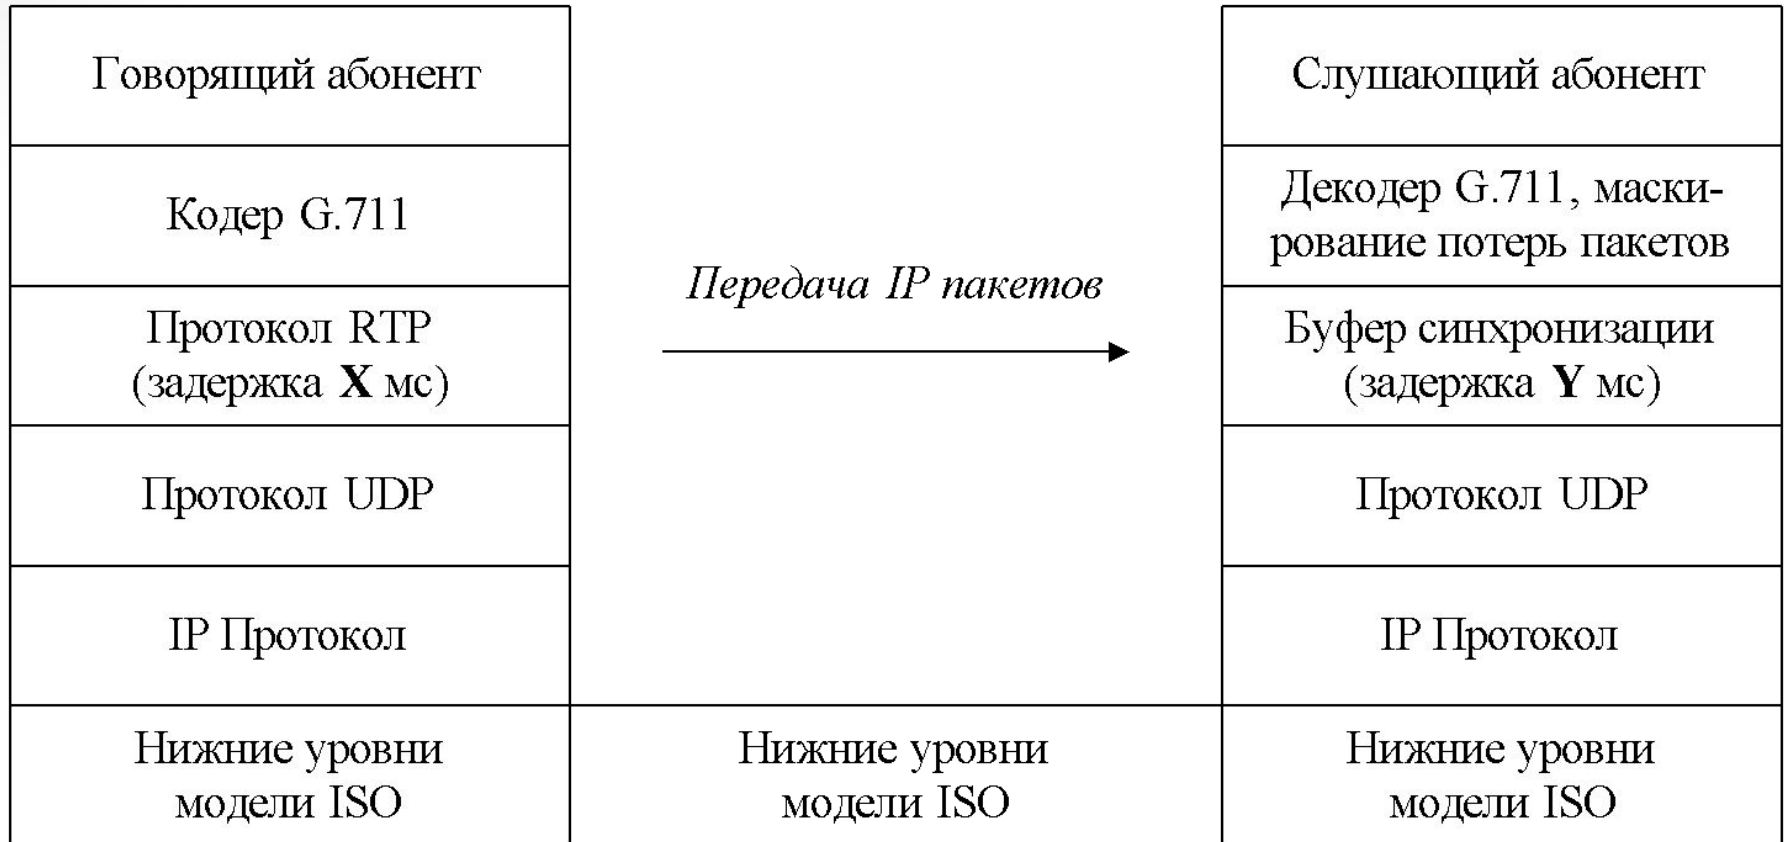 Говорящий абонент
Кодер G.711
Протокол RTP
(задержка X мс)
Протокол UDP
IP Протокол
Нижние уровни
модели ISO
Передача IP пакетов
Нижние уровни
модели ISO
Слушающий абонент
Декодер G.711, маски-
рование потерь пакетов
Буфер синхронизации
(задержка Y мс)
Протокол UDP
IP Протокол
Нижние уровни
модели ISO